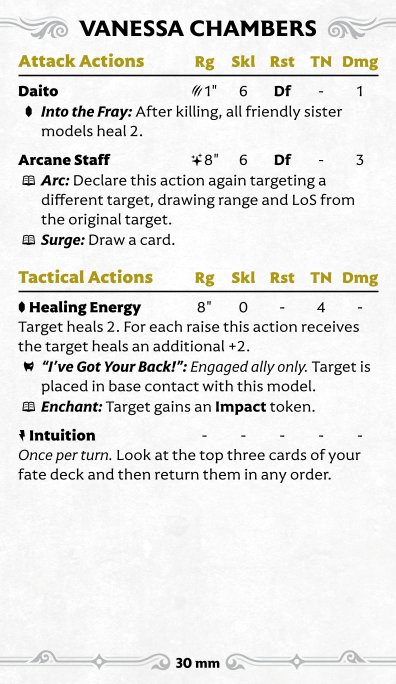 VANESSA CHAMBERS
Attack Actions Rg Skl Rst TN Dmg
Daito 1" 6 Df - 1
Into the Fray: After killing, all friendly sister
models heal 2.
Arcane Staff 8" 6 Df - 3
Arc: Declare this action again targeting a
different target, drawing range and LoS from
the original target.
Surge: Draw a card.
Tactical Actions Rg Skl Rst TN Dmg
Healing Energy 8" 0 - 4 -
Target heals 2. For each raise this action receives
the target heals an additional +2.
"I've Got Your Back!": Engaged ally only. Target is
placed in base contact with this model.
Enchant: Target gains an Impact token.
Intuition - - - - -
Once per turn. Look at the top three cards of your
fate deck and then return them in any order.
30 mm